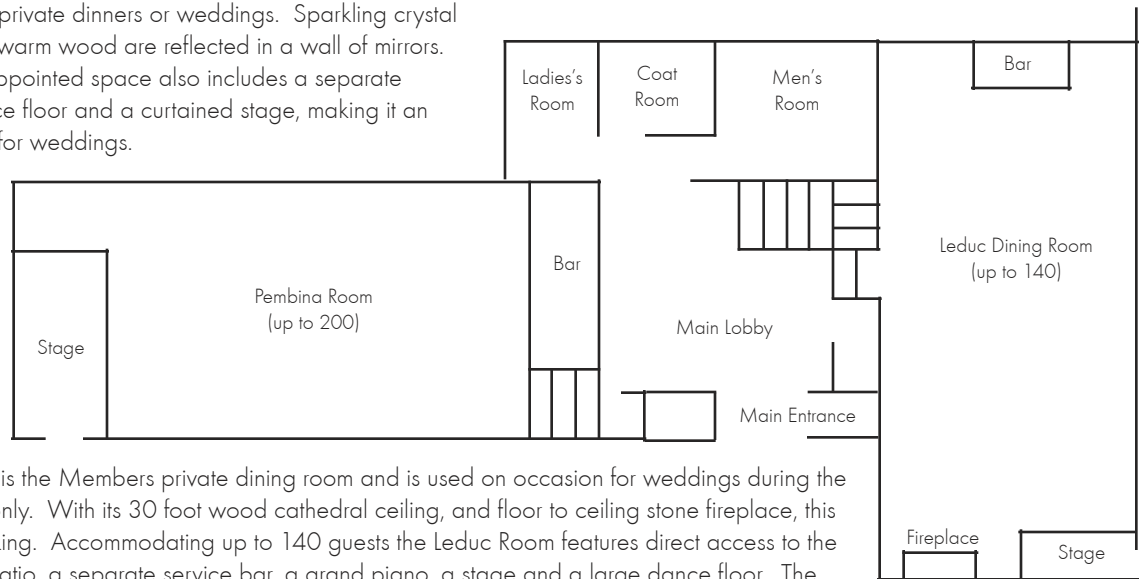 private dinners or weddings. Sparkling crystal
warm wood are reflected in a wall of mirrors.
ppointed space also includes a separate
ce floor and a curtained stage, making it an
for weddings.
Ladies's
Room
Coat
Room
Men's
Room
Bar
Leduc Dining Room
(up to 140)
Bar
Pembina Room
(up to 200)
Stage
Main Lobby
Main Entrance
is the Members private dining room and is used on occasion for weddings during the
nly. With its 30 foot wood cathedral ceiling, and floor to ceiling stone fireplace, this
ing. Accommodating up to 140 guests the Leduc Room features direct access to the
atio, a separate service bar, a grand piano, a stage and a large dance floor. The
Fireplace
Stage